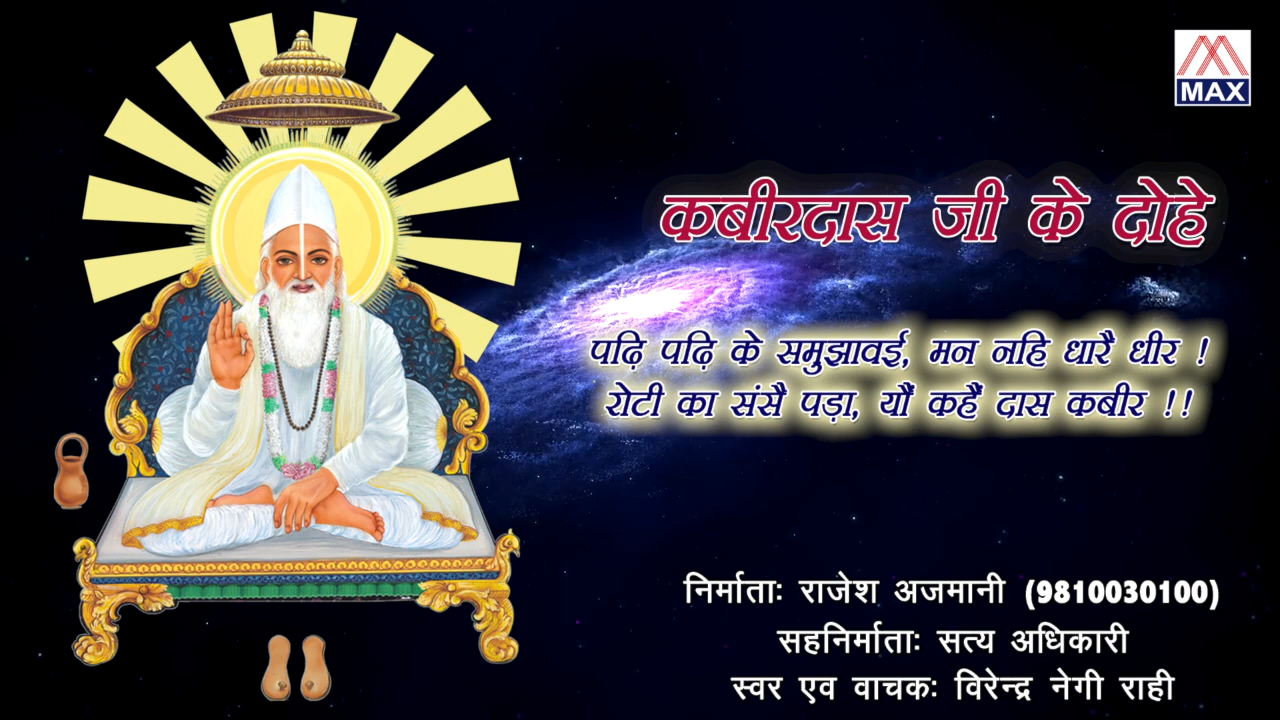 MAX
कबीरदास जी के दोहे
पढ़ि पढ़ि के समुझावई, मन नहि धारै धीर !
रोटी का संसै पड़ा, यौं कहैं दास कबीर !!
निर्माताः राजेश अजमानी (9810030100)
सहनिर्माताः सत्य अधिकारी
स्वर एव वाचकः विरेन्द्र नेगी राही